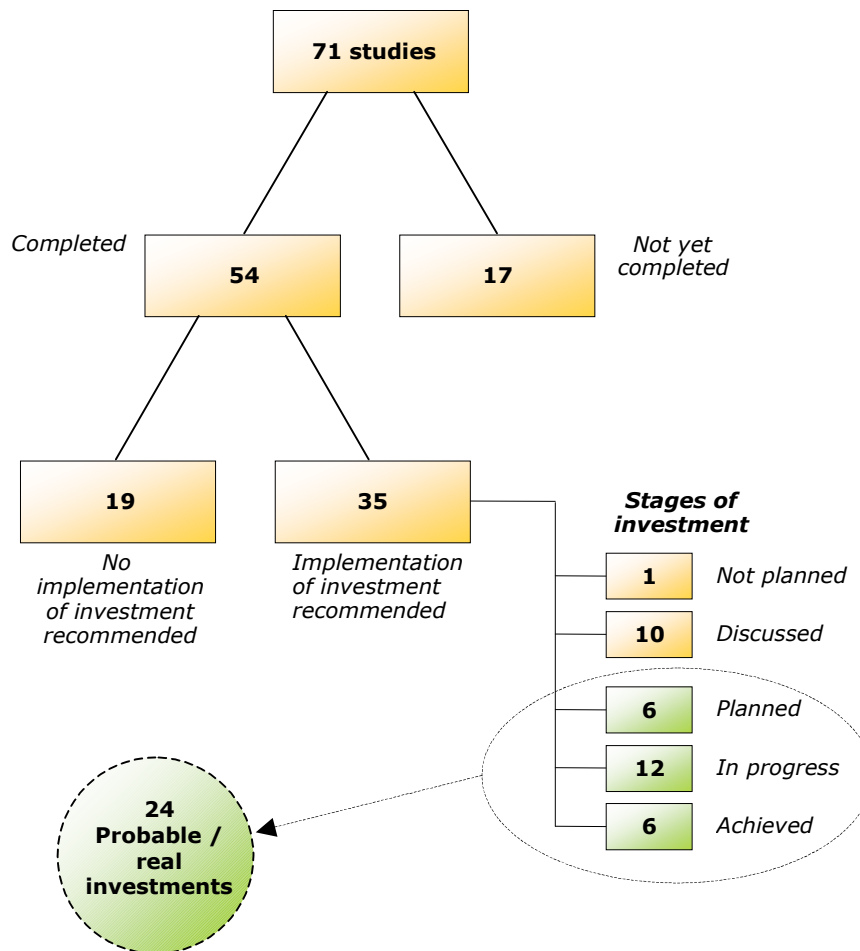 71 studies
Completed
54
17
Not yet
completed
19
No
implementation
of investment
recommended
35
Implementation
of investment
recommended
Stages of
investment
1
Not planned
10
Discussed
6
Planned
12
In progress
6
Achieved
24
Probable /
real
investments